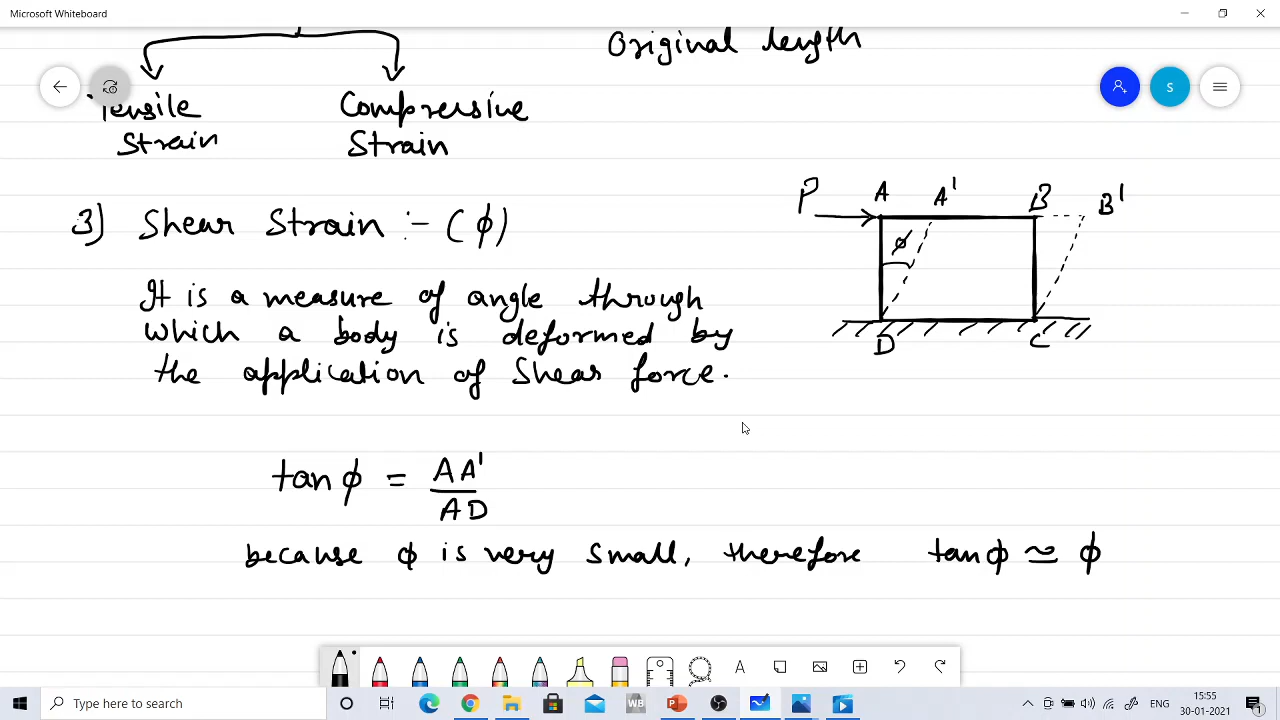 Microsoft Whiteboard
Original length
Tensile Compressive
Strain Strain
3) Shear Strain :- (ϕ)
It is a measure of angle through
which a body is deformed by
the application of Shear force.
P A A' B B'
ϕ
D C
tan ϕ = AA'
AD
because ϕ is very small, therefore tan ϕ ≃ ϕ
S
A
Type here to search
WB
ENG
15:55
30-01-2021
1